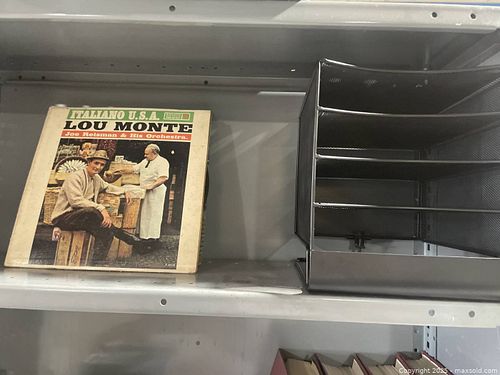 ITALIANO U.S.A.
LOU MONTE
Joe Reisman & His Orchestra.
Copyright 2025 - maxsold.com